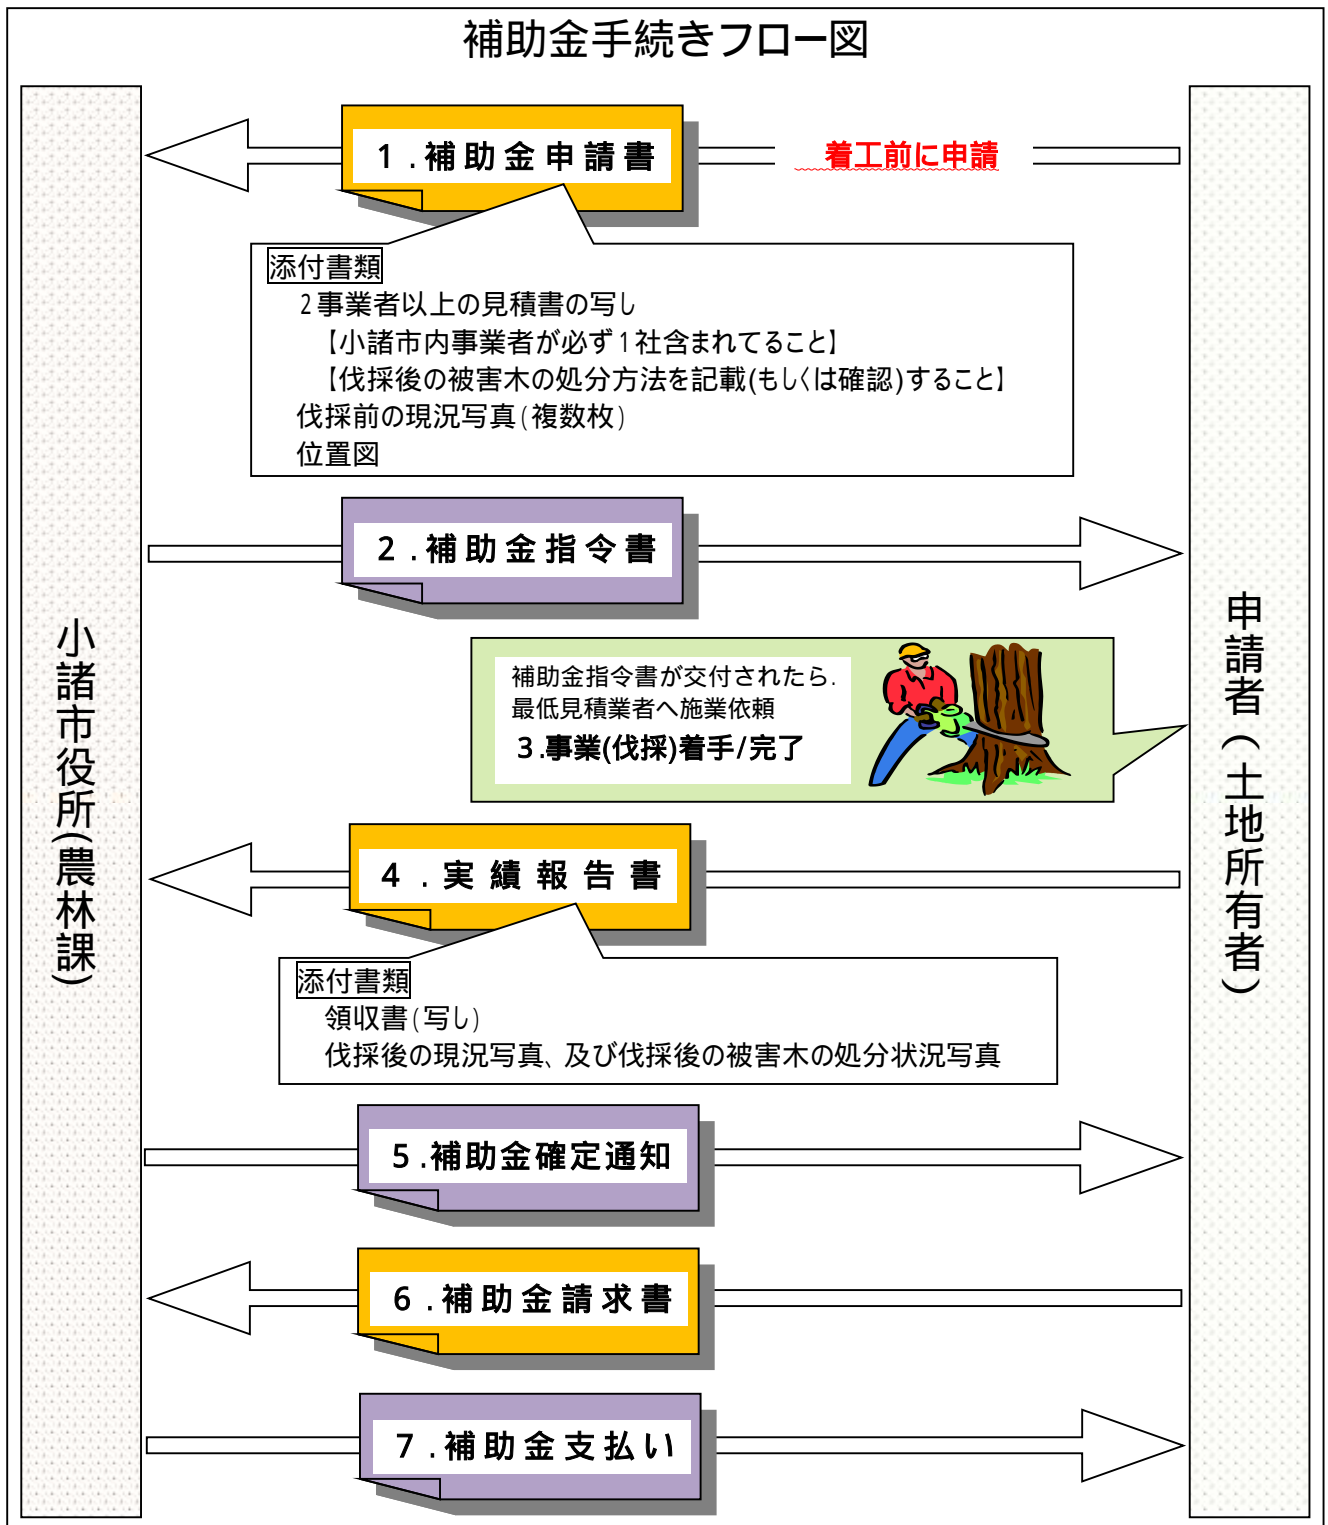 補助金手続きフロー図
1.補助金申請書
着工前に申請
添付書類
2事業者以上の見積書の写し
【小諸市内事業者が必ず1社含まれてること】
【伐採後の被害木の処分方法を記載(もしくは確認)すること】
伐採前の現況写真(複数枚)
位置図
2.補助金指令書
小諸市役所(農林課)
申請者(土地所有者)
補助金指令書が交付されたら.
最低見積業者へ施業依頼
3.事業(伐採)着手/完了
4.実績報告書
添付書類
領収書(写し)
伐採後の現況写真、及び伐採後の被害木の処分状況写真
5.補助金確定通知
6.補助金請求書
7.補助金支払い